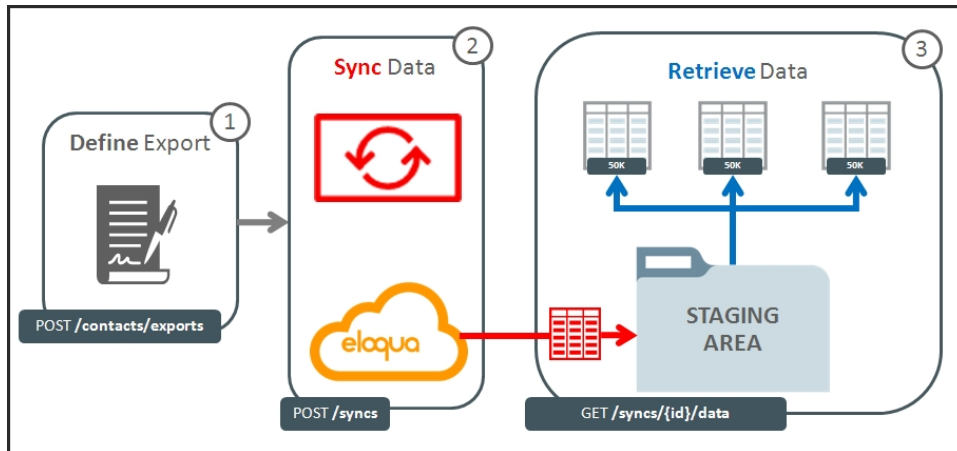 1
Define Export
POST /contacts/exports
2
Sync Data
eloqua
POST /syncs
3
Retrieve Data
50K
50K
50K
STAGING
AREA
GET /syncs/{id}/data